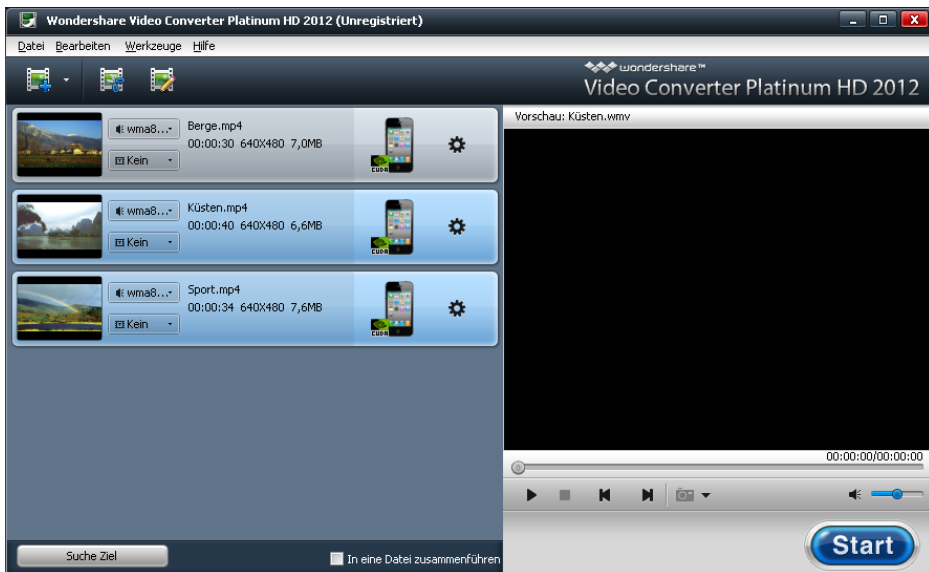 Wondershare Video Converter Platinum HD 2012 (Unregistriert)
Datei Bearbeiten Werkzeuge Hilfe
wondershare™
Video Converter Platinum HD 2012
wma8...
Berge.mp4
00:00:30 640X480 7,0MB
Kein
CUDA
wma8...
Küsten.mp4
00:00:40 640X480 6,6MB
Kein
CUDA
wma8...
Sport.mp4
00:00:34 640X480 7,6MB
Kein
CUDA
Vorschau: Küsten.wmv
00:00:00/00:00:00
Suche Ziel
In eine Datei zusammenführen
Start